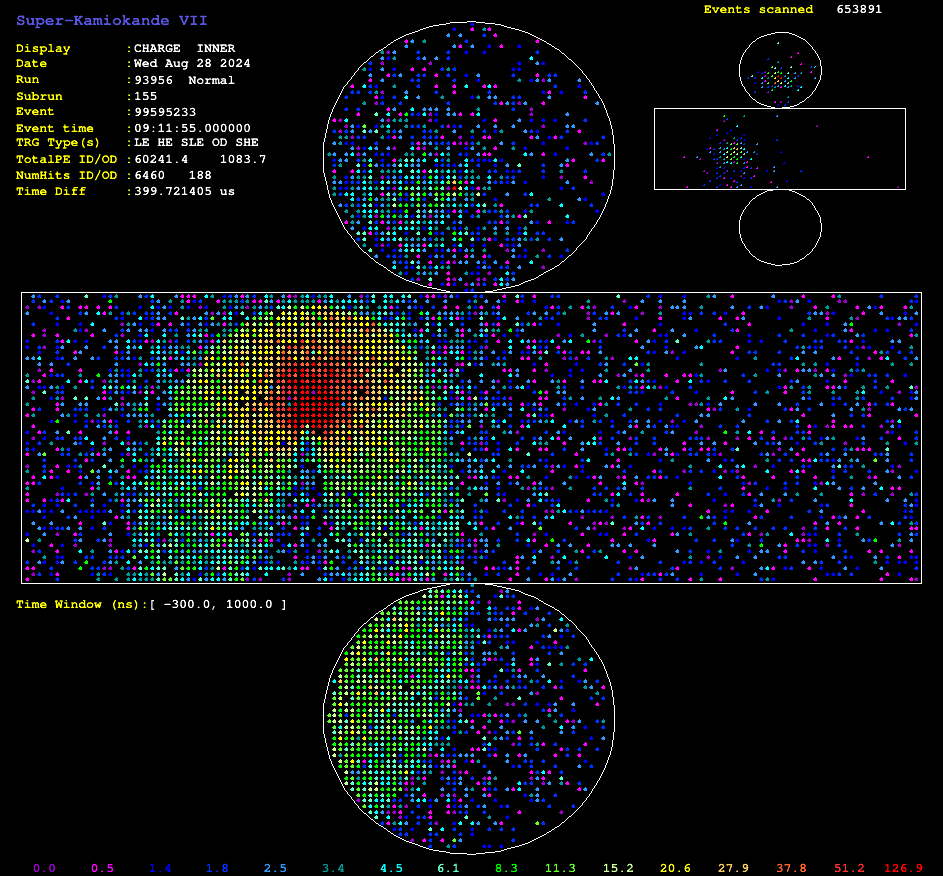 Super-Kamiokande VII
Events scanned 653891
Display :CHARGE INNER
Date :Wed Aug 28 2024
Run :93956 Normal
Subrun :155
Event :99595233
Event time :09:11:55.000000
TRG Type(s) :LE HE SLE OD SHE
TotalPE ID/OD :60241.4 1083.7
NumHits ID/OD :6460 188
Time Diff :399.721405 us
Time Window (ns):[ -300.0, 1000.0 ]
0.0 0.5 1.4 1.8 2.5 3.4 4.5 6.1 8.3 11.3 15.2 20.6 27.9 37.8 51.2 126.9